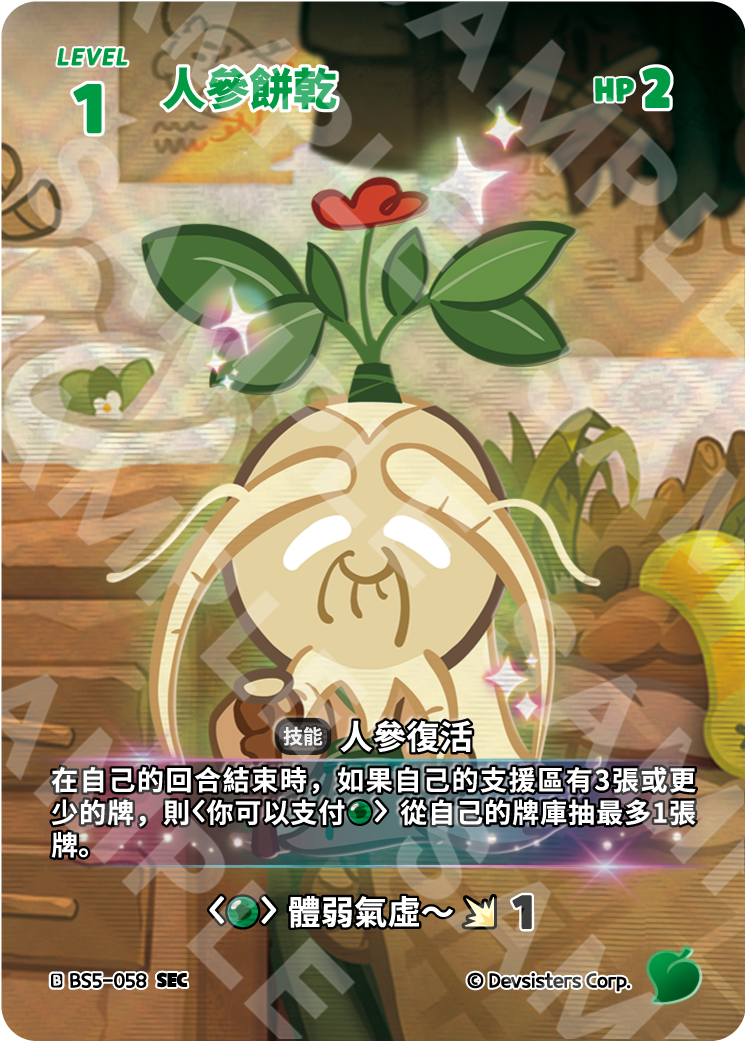 LEVEL
1
人參餅乾
HP 2
技能 人參復活
在自己的回合結束時，如果自己的支援區有3張或更
少的牌，則〈你可以支付〉從自己的牌庫抽最多1張
牌。
〈〉體弱氣虛～ 1
B BS5-058 SEC
© Devsisters Corp.
SAMPLE